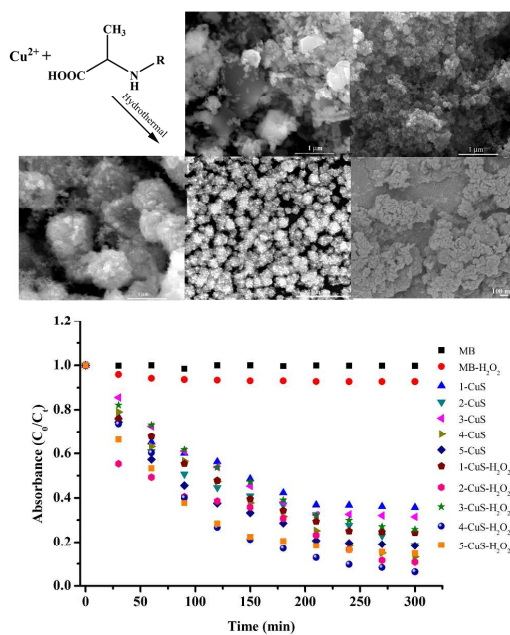 CH₃
Cu²⁺ +
HOOC
N
H
R
Hydrothermal
1 μm
1 μm
100 nm
1.2
1.0
0.8
0.6
0.4
0.2
0.0
Absorbance (C₀/Cₜ)
0
50
100
150
200
250
300
Time (min)
MB
MB-H₂O₂
1-CuS
2-CuS
3-CuS
4-CuS
5-CuS
1-CuS-H₂O₂
2-CuS-H₂O₂
3-CuS-H₂O₂
4-CuS-H₂O₂
5-CuS-H₂O₂